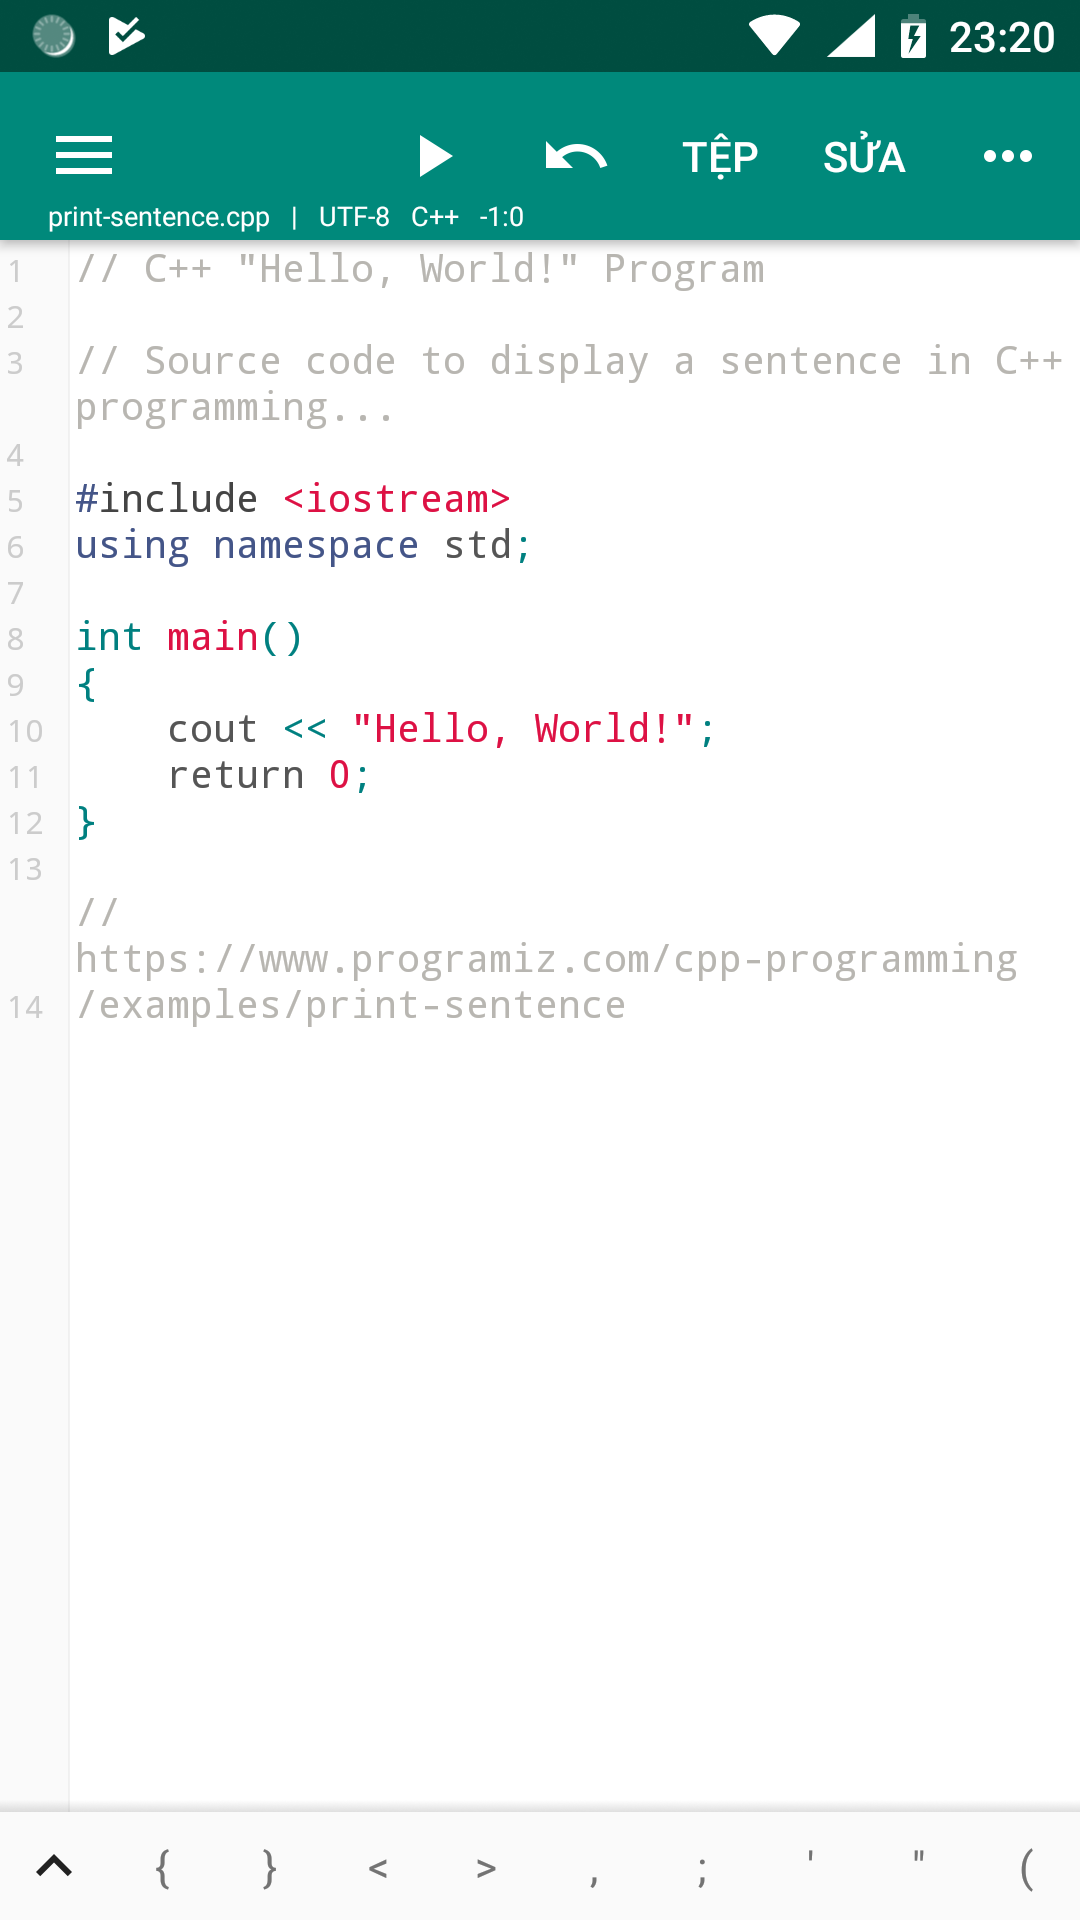 23:20
TỆP SỬA
print-sentence.cpp | UTF-8 C++ -1:0
1 // C++ "Hello, World!" Program
2
3 // Source code to display a sentence in C++
programming...
4
5 #include <iostream>
6 using namespace std;
7
8 int main()
9 {
10     cout << "Hello, World!";
11     return 0;
12 }
13
//
https://www.programiz.com/cpp-programming
14 /examples/print-sentence
{ } < > , ; ' " (